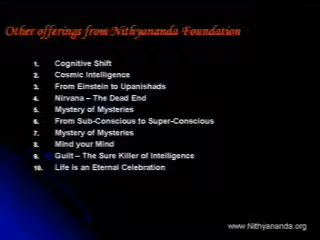 Other offerings from Nithyananda Foundation
1. Cognitive Shift
2. Cosmic Intelligence
3. From Einstein to Upanishads
4. Nirvana – The Dead End
5. Mystery of Mysteries
6. From Sub-Conscious to Super-Conscious
7. Mystery of Mysteries
8. Mind your Mind
9. Guilt – The Sure Killer of Intelligence
10. Life is an Eternal Celebration
www.Nithyananda.org